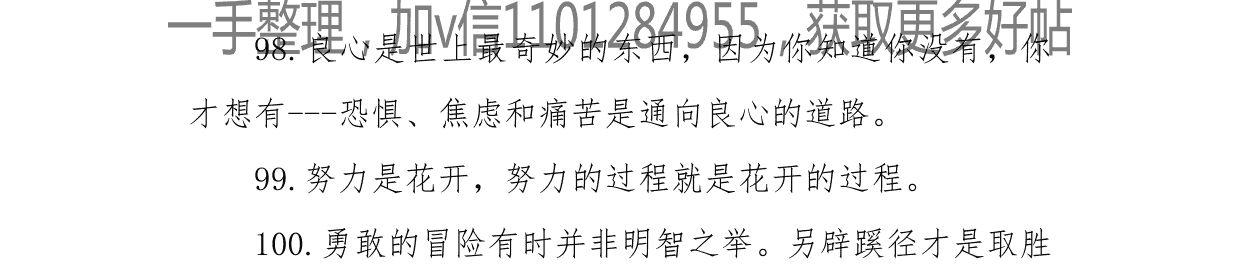 一手整理，加v信1101284955，获取更多好帖
98.良心是世上最奇妙的东西，因为你知道你没有，你
才想有---恐惧、焦虑和痛苦是通向良心的道路。
99.努力是花开，努力的过程就是花开的过程。
100.勇敢的冒险有时并非明智之举。另辟蹊径才是取胜